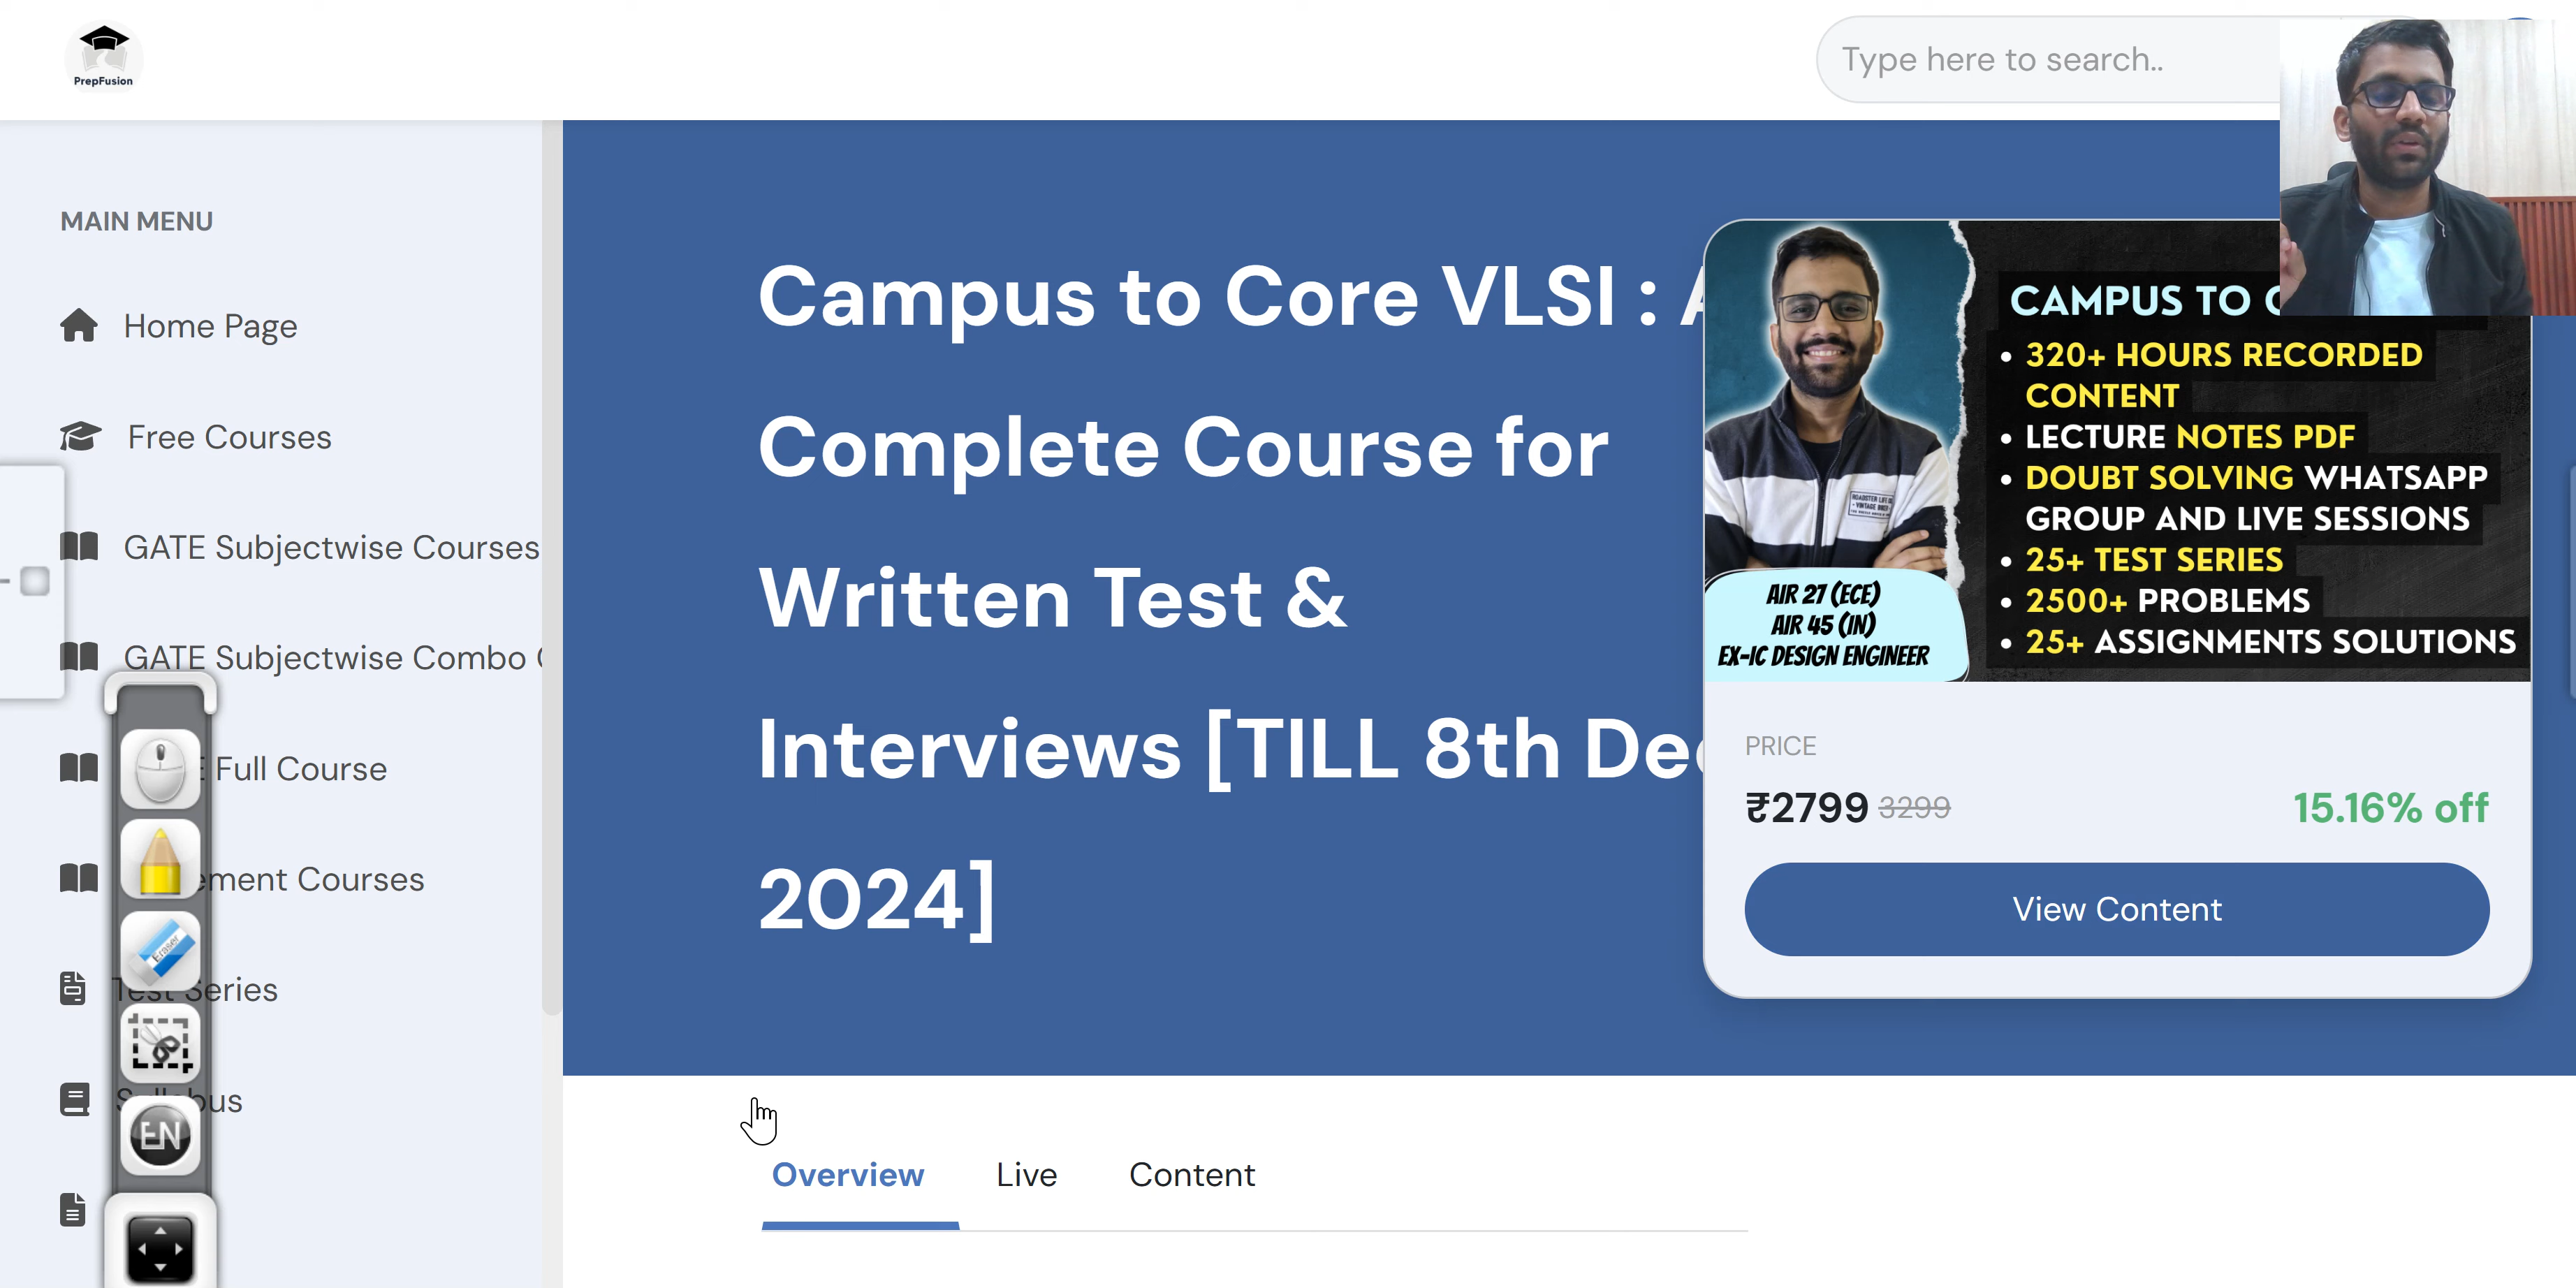 PrepFusion
Type here to search..
MAIN MENU
Home Page
Free Courses
GATE Subjectwise Courses
GATE Subjectwise Combo
Full Course
Courses
Test Series
Syllabus
Eraser
EN
Campus to Core VLSI :
Complete Course for
Written Test &
Interviews [TILL 8th Dec
2024]
CAMPUS TO
• 320+ HOURS RECORDED
CONTENT
• LECTURE NOTES PDF
• DOUBT SOLVING WHATSAPP
GROUP AND LIVE SESSIONS
• 25+ TEST SERIES
• 2500+ PROBLEMS
• 25+ ASSIGNMENTS SOLUTIONS
AIR 27 (ECE)
AIR 45 (IN)
EX-IC DESIGN ENGINEER
PRICE
₹2799 3299
15.16% off
View Content
Overview
Live
Content